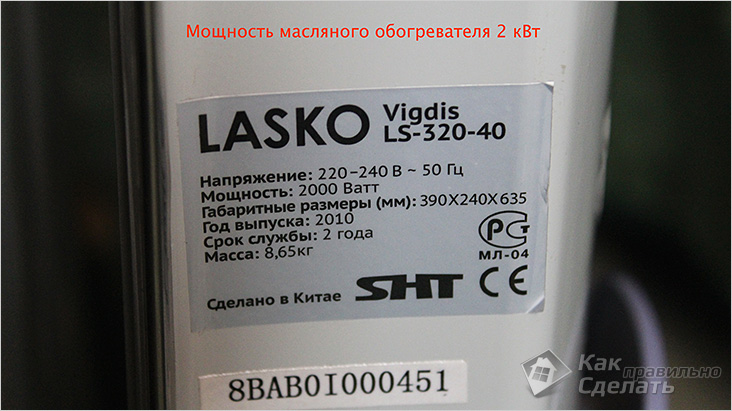 Мощность масляного обогревателя 2 кВт
LASKO Vigdis
LS-320-40
Напряжение: 220-240 В ~ 50 Гц
Мощность: 2000 Ватт
Габаритные размеры (мм): 390X240X635
Год выпуска: 2010
Срок службы: 2 года
Масса: 8,65кг
РСТ
МЛ-04
Сделано в Китае SHT CE
8BAB0I000451
Как
правильно
Сделать